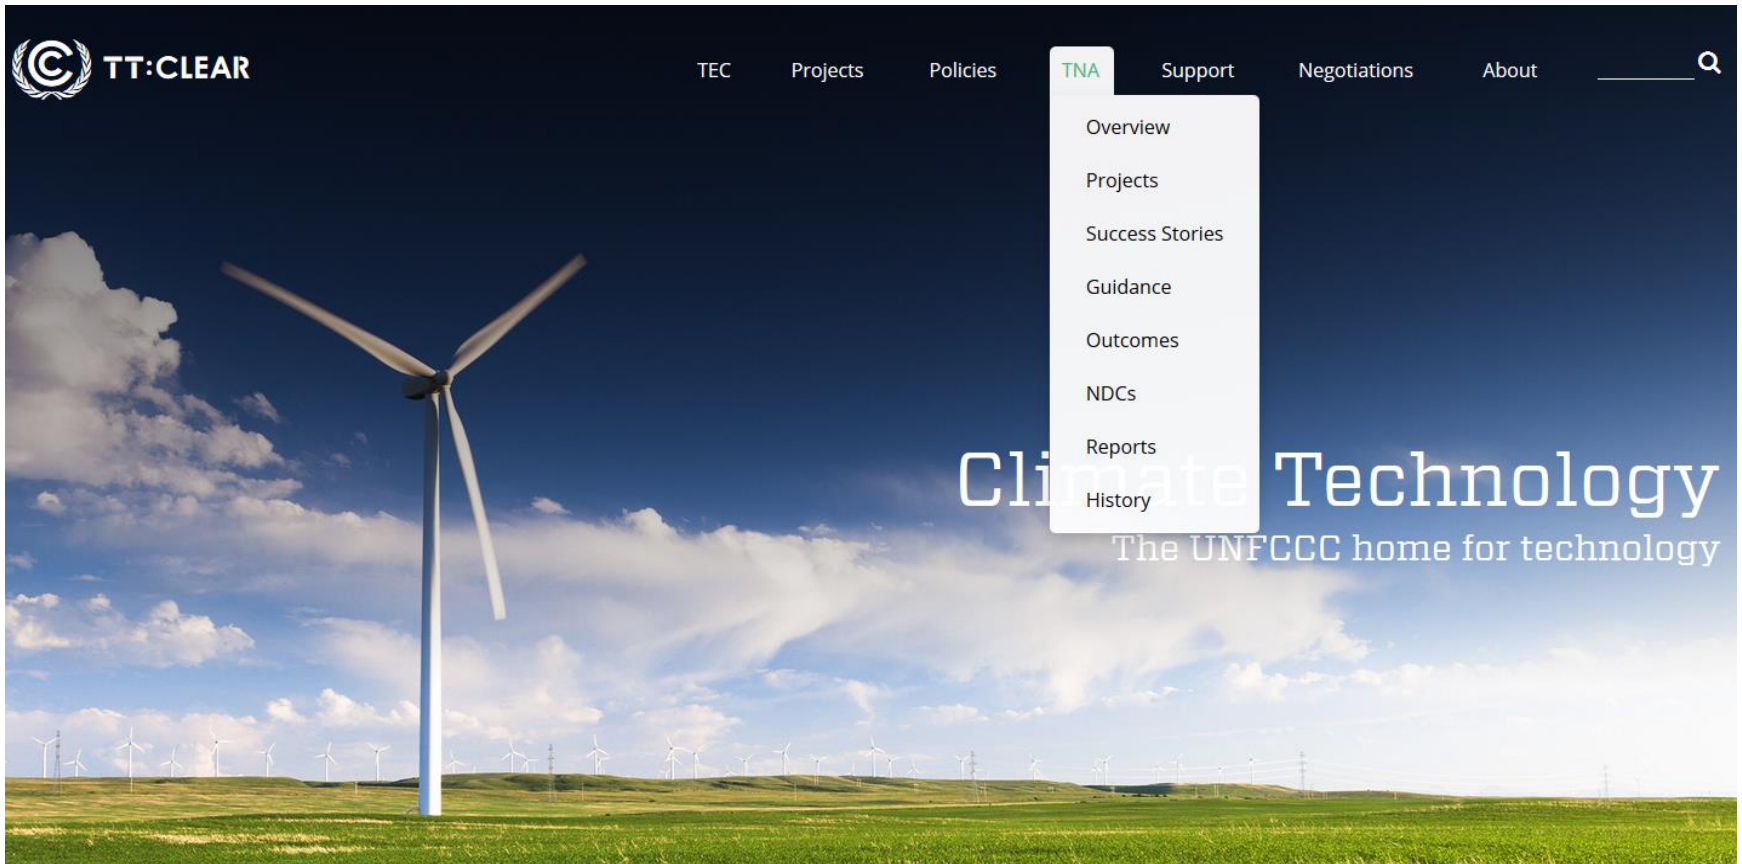 TT:CLEAR
TEC Projects Policies TNA Support Negotiations About
Overview
Projects
Success Stories
Guidance
Outcomes
NDCs
Reports
History
Climate Technology
The UNFCCC home for technology